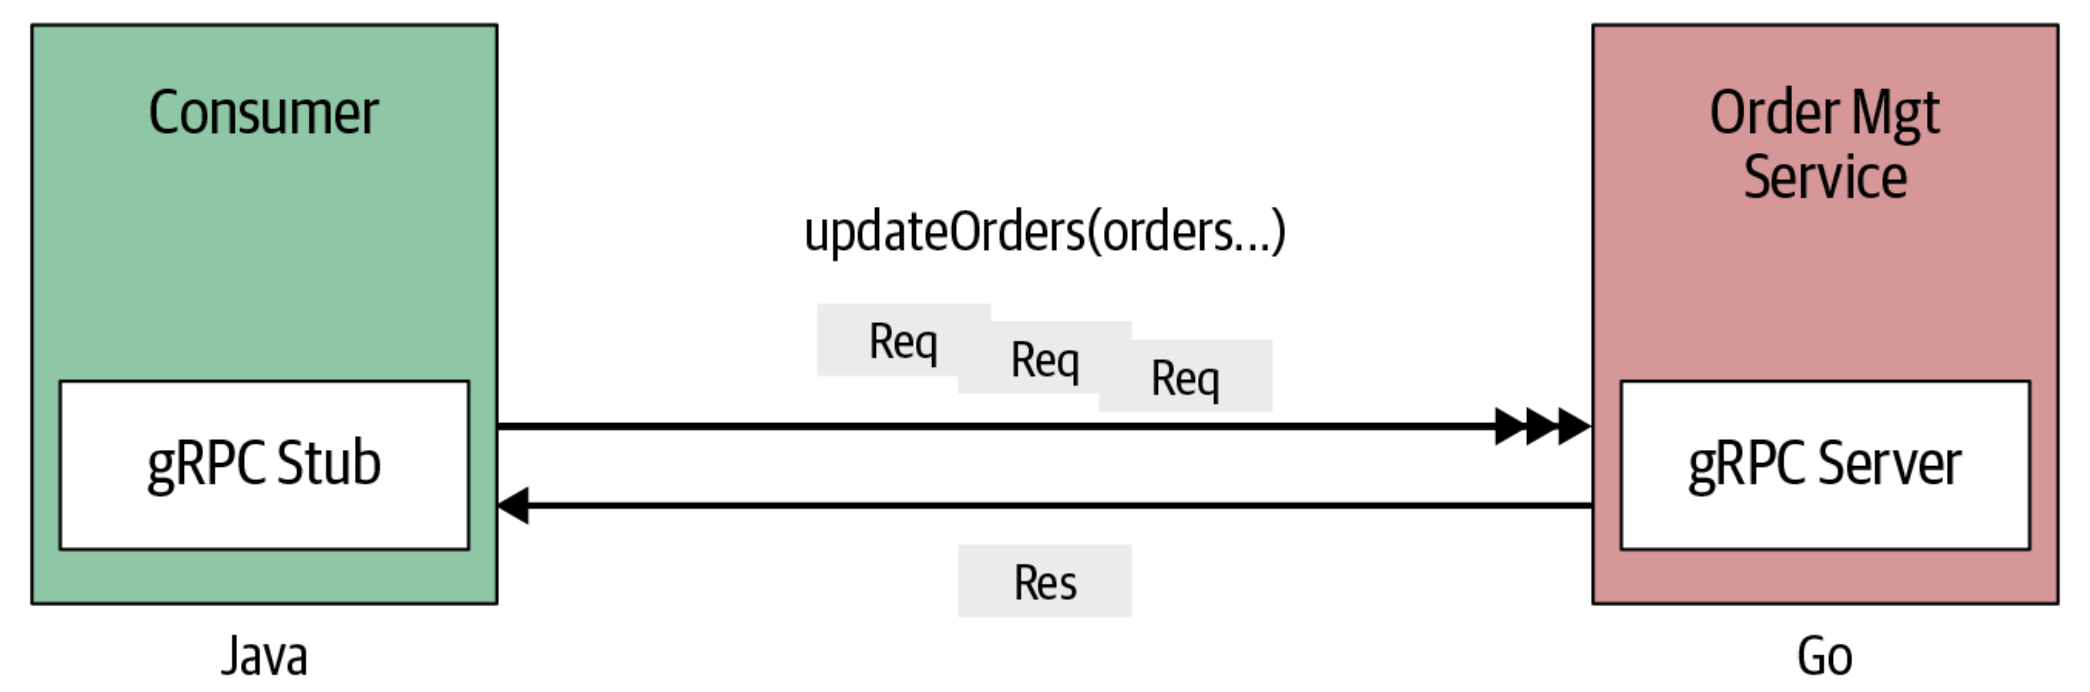 Consumer
Order Mgt
Service
updateOrders(orders...)
Req
Req
Req
gRPC Stub
gRPC Server
Res
Java
Go